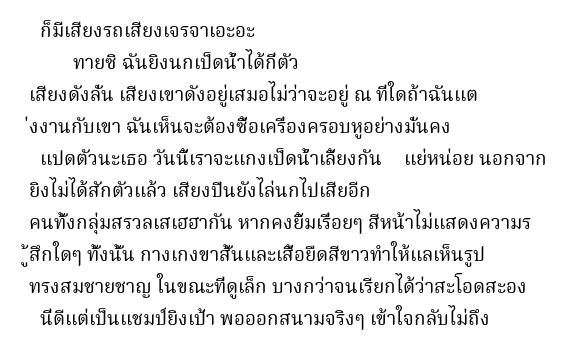 ก็มีเสียงรถเสียงเจรจาเอะอะ
ทายซิ ฉันยิงนกเป็ดน้ำได้กี่ตัว
เสียงดังลั่น เสียงเขาดังอยู่เสมอไม่ว่าจะอยู่ ณ ที่ใดถ้าฉันแต
่งงานกับเขา ฉันเห็นจะต้องซื้อเครื่องครอบหูอย่างมั่นคง
แปดตัวนะเธอ วันนี้เราจะแกงเป็ดน้ำเลี้ยงกัน แย่หน่อย นอกจาก
ยิงไม่ได้สักตัวแล้ว เสียงปืนยังไล่นกไปเสียอีก
คนทั้งกลุ่มสรวลเสเฮฮากัน หากคงยิ้มเรื่อยๆ สีหน้าไม่แสดงความร
ู้สึกใดๆ ทั้งนั้น กางเกงขาสั้นและเสื้อยืดสีขาวทำให้แลเห็นรูป
ทรงสมชายชาญ ในขณะที่ดูเล็ก บางกว่าจนเรียกได้ว่าสะโอดสะอง
นี่ดีแต่เป็นแชมป์ยิงเป้า พอออกสนามจริงๆ เข้าใจกลับไม่ถึง